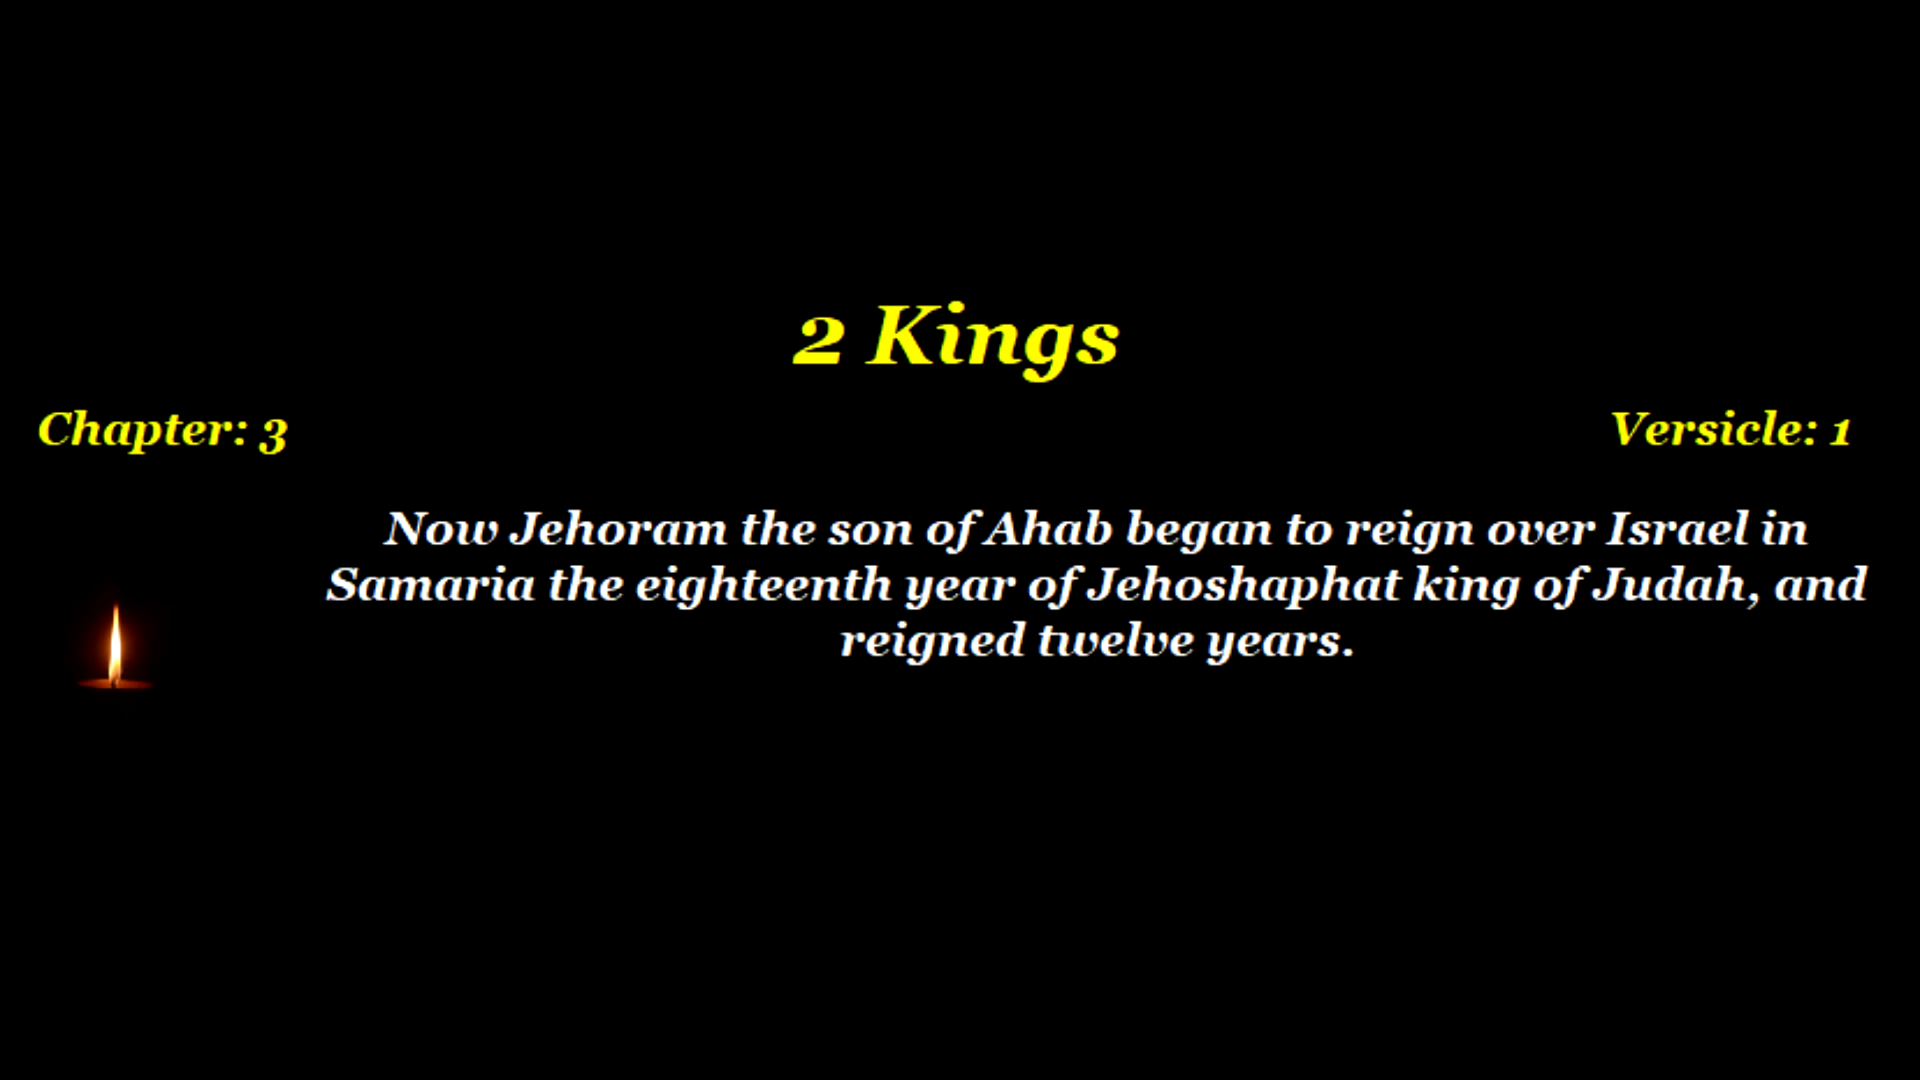 2 Kings
Chapter: 3
Versicle: 1
Now Jehoram the son of Ahab began to reign over Israel in
Samaria the eighteenth year of Jehoshaphat king of Judah, and
reigned twelve years.